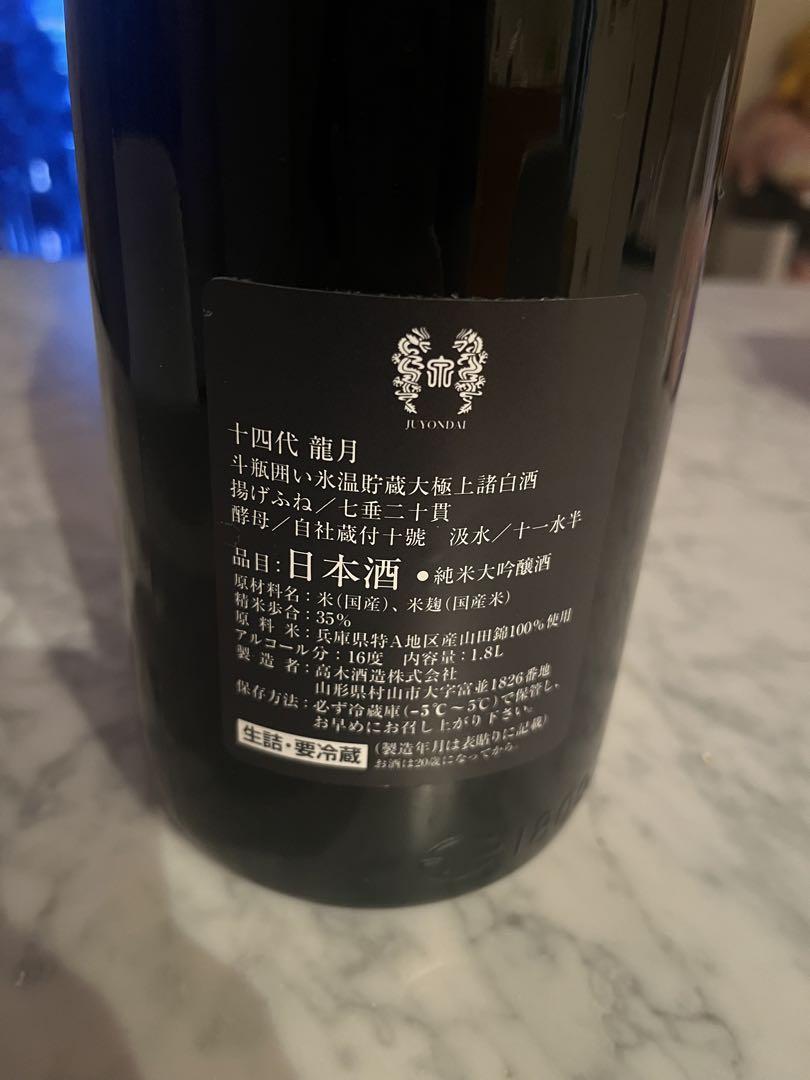 JUYONDAI
十四代 龍月
斗瓶囲い氷温貯蔵大極上諸白酒
揚げふね／七垂二十貫
酵母／自社蔵付十號　汲水／十一水半
品目：日本酒・純米大吟醸酒
原材料名：米(国産)、米麹(国産米)
精米歩合：35%
原料米：兵庫県特A地区産山田錦100%使用
アルコール分：16度　内容量：1.8L
製造者：高木酒造株式会社
山形県村山市大字富並1826番地
保存方法：必ず冷蔵庫(-5℃～5℃)で保管し、
お早めにお召し上がり下さい。
生詰・要冷蔵
(製造年月は表貼りに記載)
お酒は20歳になってから。